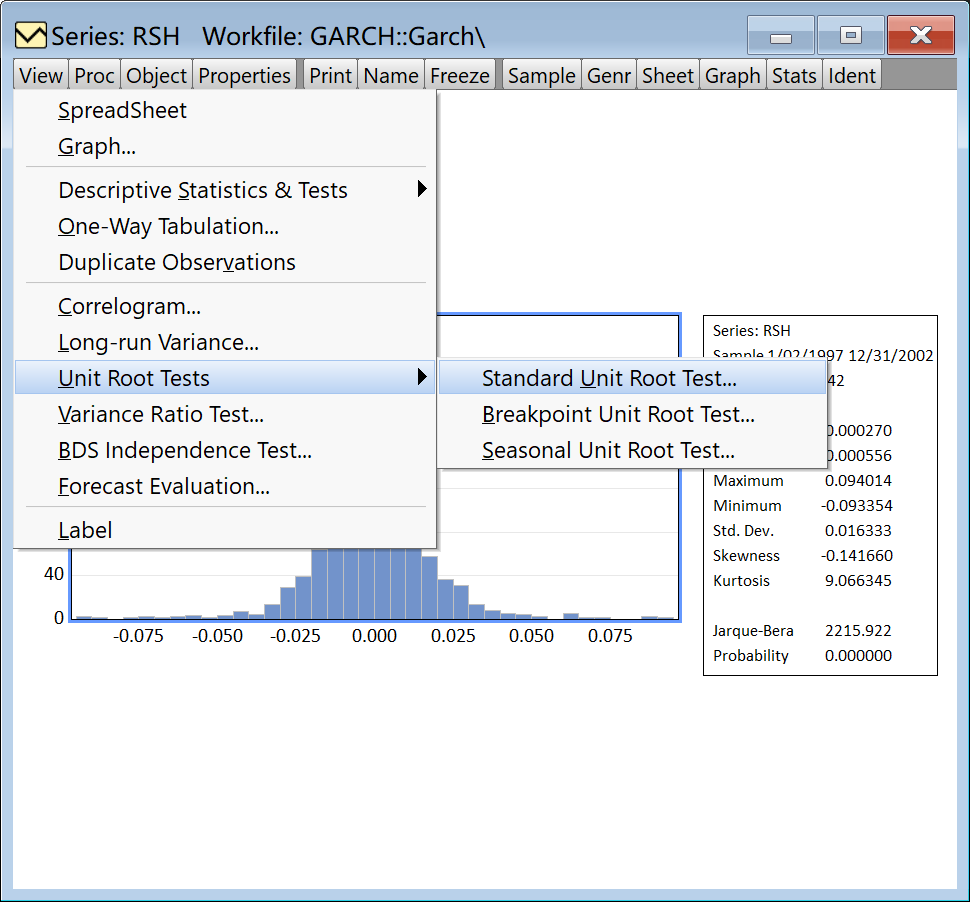 Series: RSH Workfile: GARCH::Garch\
View Proc Object Properties Print Name Freeze Sample Genr Sheet Graph Stats Ident
SpreadSheet
Graph...
Descriptive Statistics & Tests
One-Way Tabulation...
Duplicate Observations
Correlogram...
Long-run Variance...
Unit Root Tests
Variance Ratio Test...
BDS Independence Test...
Forecast Evaluation...
Label
Standard Unit Root Test...
Breakpoint Unit Root Test...
Seasonal Unit Root Test...
40
0
-0.075 -0.050 -0.025 0.000 0.025 0.050 0.075
Series: RSH
Sample 1/02/1997 12/31/2002
42
0.000270
0.000556
Maximum 0.094014
Minimum -0.093354
Std. Dev. 0.016333
Skewness -0.141660
Kurtosis 9.066345
Jarque-Bera 2215.922
Probability 0.000000